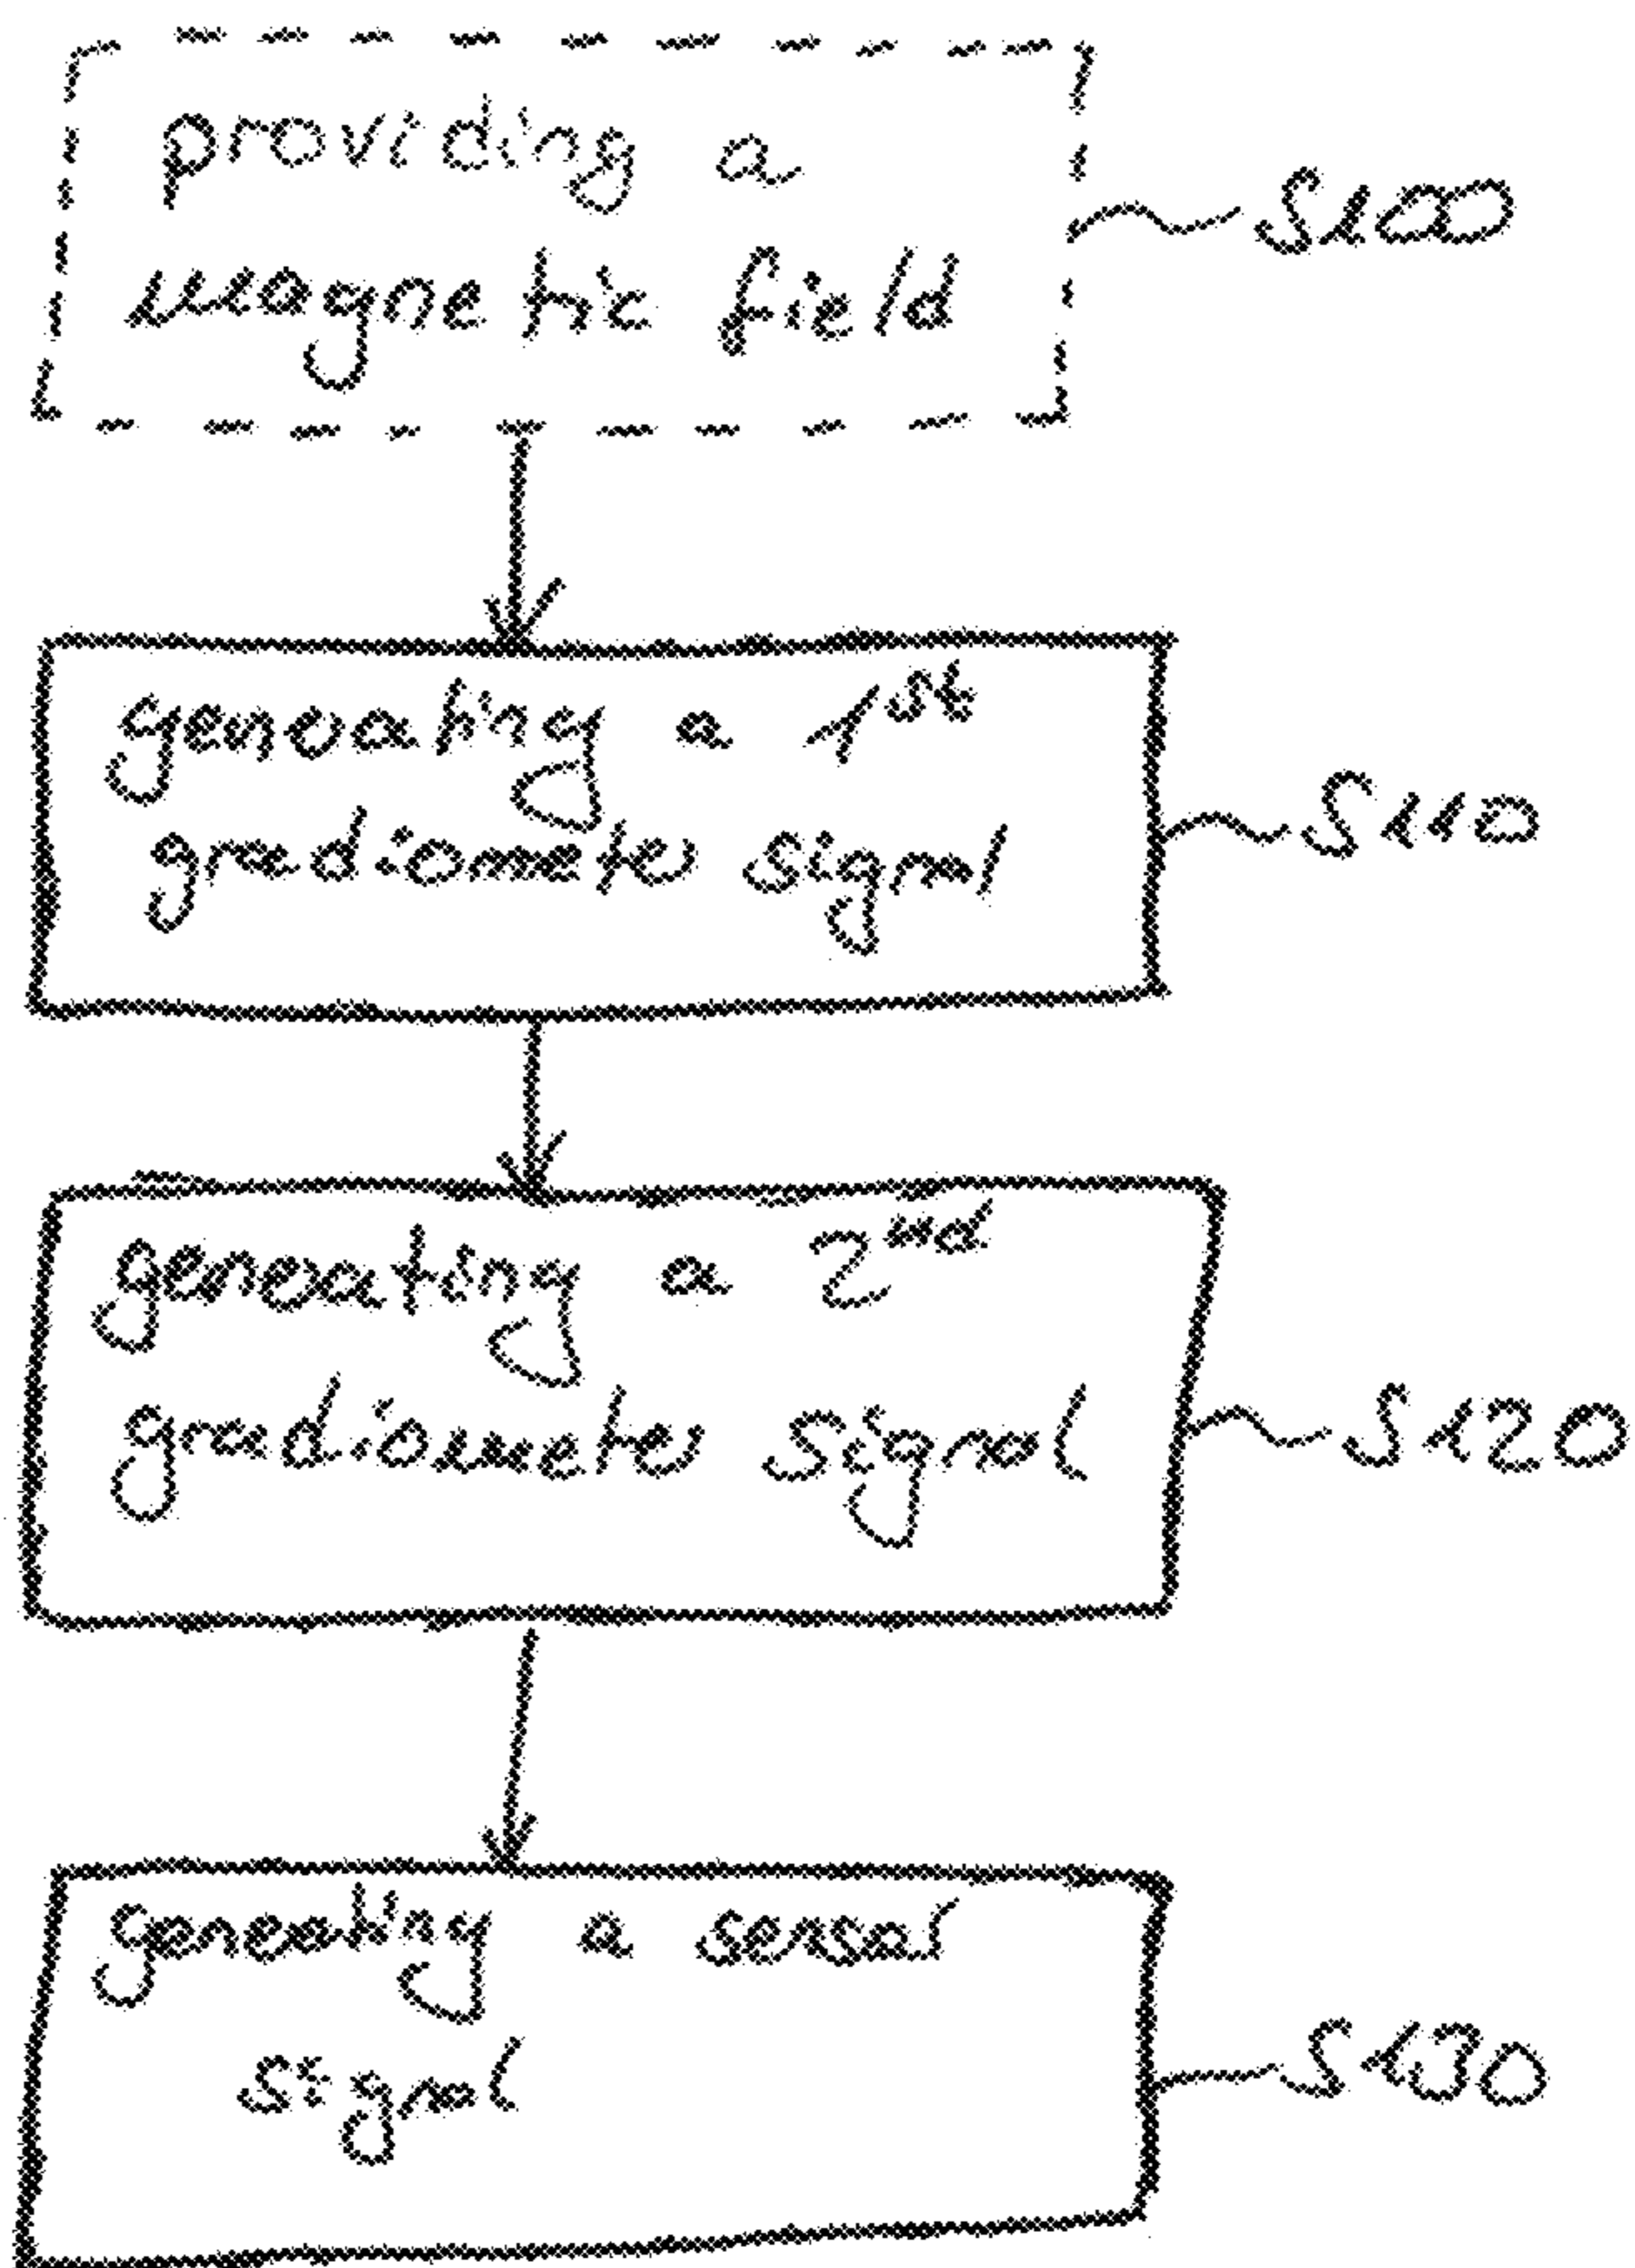 providing a
magnetic field
S100
generating a 1st
gradiometer signal
S110
generating a 2nd
gradiometer signal
S120
generating a sensor
signal
S130